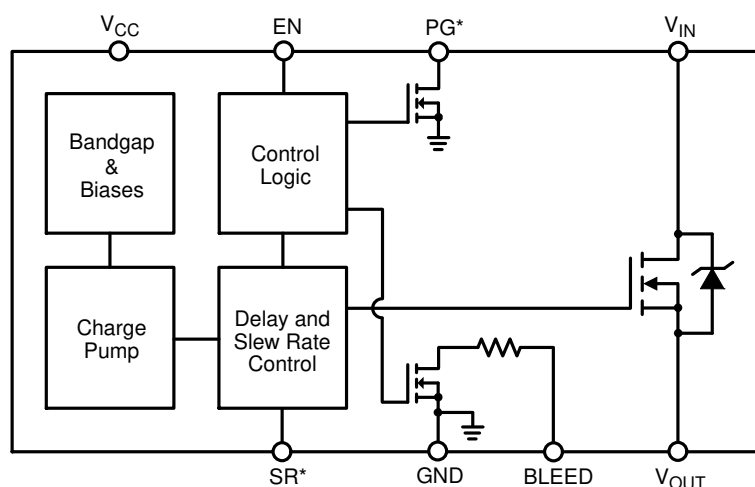 VCC
EN
PG*
VIN
Bandgap
&
Biases
Control
Logic
Charge
Pump
Delay and
Slew Rate
Control
SR*
GND
BLEED
VOUT